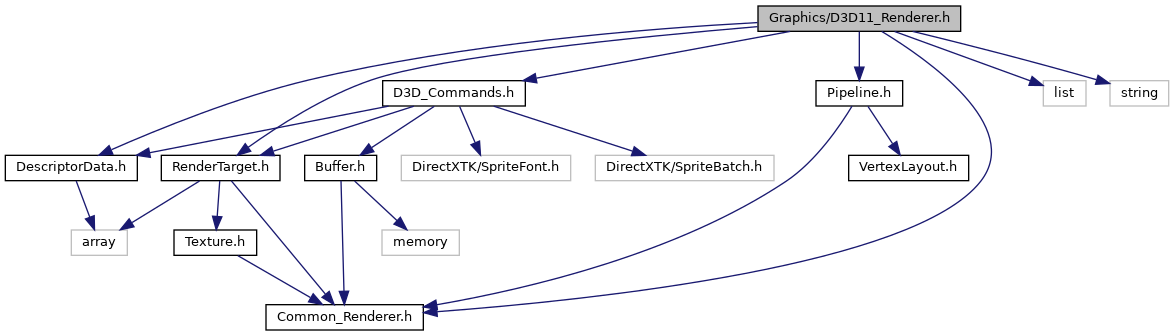 Graphics/D3D11_Renderer.h
D3D_Commands.h
Pipeline.h
list
string
DescriptorData.h
RenderTarget.h
Buffer.h
DirectXTK/SpriteFont.h
DirectXTK/SpriteBatch.h
VertexLayout.h
array
Texture.h
memory
Common_Renderer.h